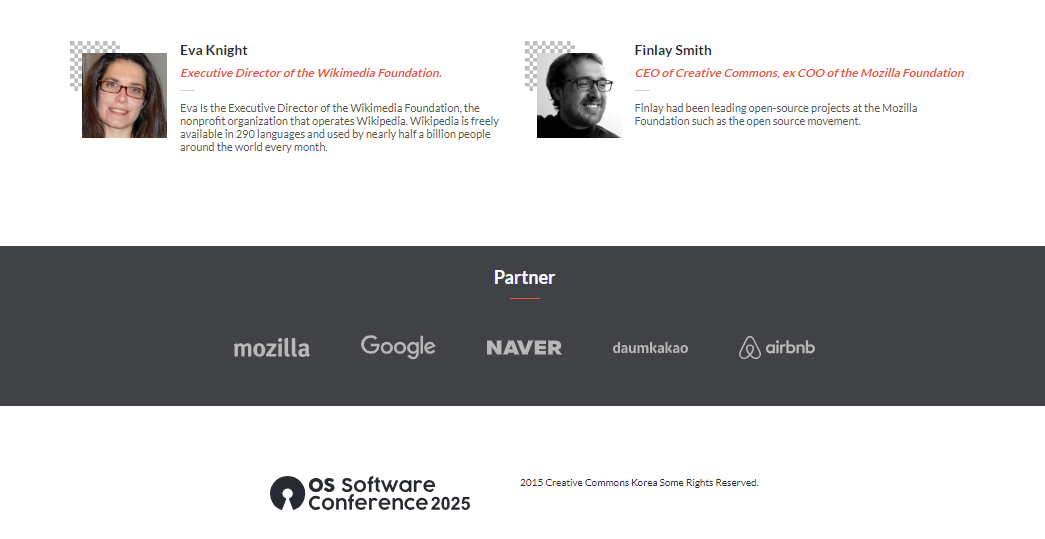 Eva Knight
Executive Director of the Wikimedia Foundation.
Eva Is the Executive Director of the Wikimedia Foundation, the
nonprofit organization that operates Wikipedia. Wikipedia is freely
available in 290 languages and used by nearly half a billion people
around the world every month.
Finlay Smith
CEO of Creative Commons, ex COO of the Mozilla Foundation
Finlay had been leading open-source projects at the Mozilla
Foundation such as the open source movement.
Partner
mozilla
Google
NAVER
daumkakao
airbnb
OS Software
Conference 2025
2015 Creative Commons Korea Some Rights Reserved.